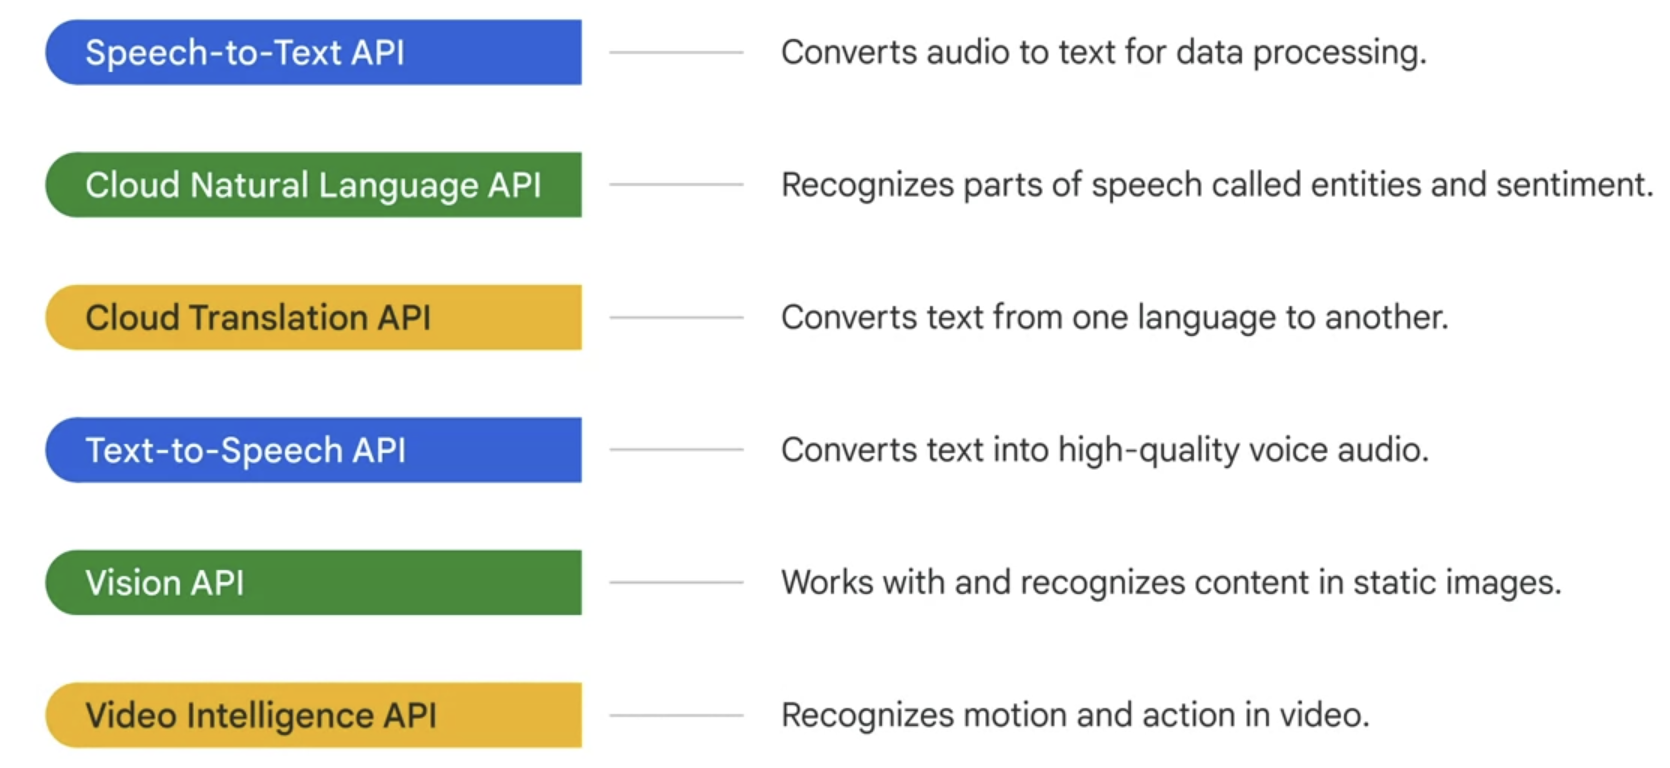 Speech-to-Text API
Converts audio to text for data processing.
Cloud Natural Language API
Recognizes parts of speech called entities and sentiment.
Cloud Translation API
Converts text from one language to another.
Text-to-Speech API
Converts text into high-quality voice audio.
Vision API
Works with and recognizes content in static images.
Video Intelligence API
Recognizes motion and action in video.